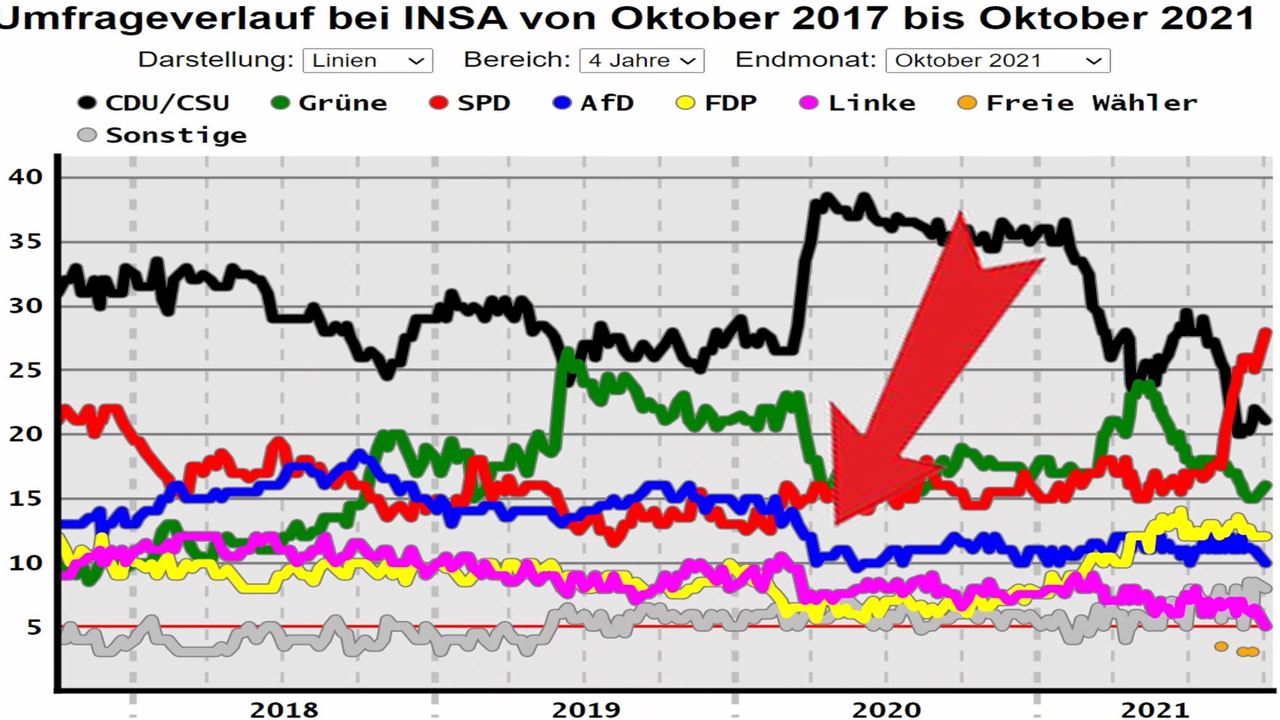 Umfrageverlauf bei INSA von Oktober 2017 bis Oktober 2021
Darstellung: Linien Bereich: 4 Jahre Endmonat: Oktober 2021
CDU/CSU Grüne SPD AfD FDP Linke Freie Wähler
Sonstige
40
35
30
25
20
15
10
5
2018 2019 2020 2021